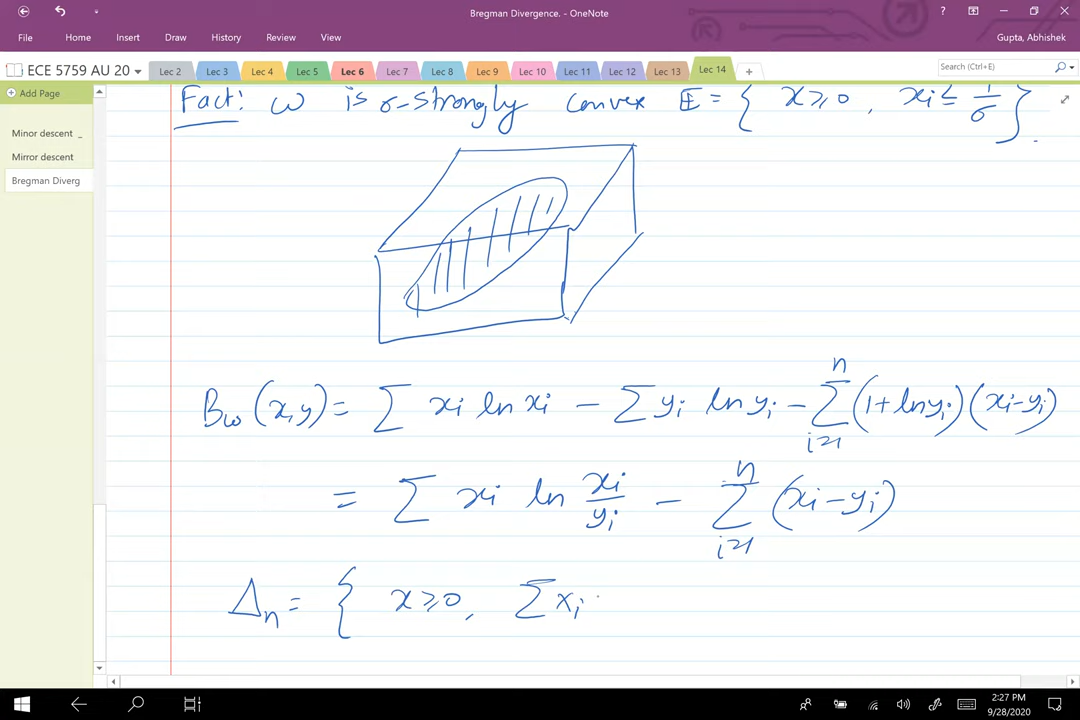 Bregman Divergence. - OneNote
File Home Insert Draw History Review View Gupta, Abhishek
ECE 5759 AU 20 Lec 2 Lec 3 Lec 4 Lec 5 Lec 6 Lec 7 Lec 8 Lec 9 Lec 10 Lec 11 Lec 12 Lec 13 Lec 14 + Search (Ctrl+E)
Add Page
Minor descent
Mirror descent
Bregman Diverg
Fact: ω is σ-strongly convex E = { x ≥ 0, xi ≤ 1/σ }.
Bω(x,y) = ∑ xi ln xi − ∑ yi ln yi − ∑_{i=1}^{n} (1+ln yi)(xi−yi)
= ∑ xi ln xi/yi − ∑_{i=1}^{n} (xi−yi)
Δn = { x ≥ 0, ∑ xi
2:27 PM
9/28/2020